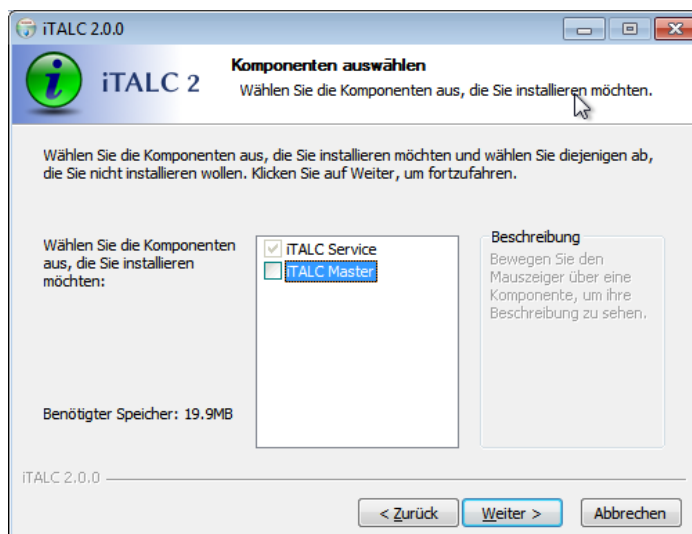 iTALC 2.0.0
iTALC 2
Komponenten auswählen
Wählen Sie die Komponenten aus, die Sie installieren möchten.
Wählen Sie die Komponenten aus, die Sie installieren möchten und wählen Sie diejenigen ab,
die Sie nicht installieren wollen. Klicken Sie auf Weiter, um fortzufahren.
Wählen Sie die Komponenten
aus, die Sie installieren
möchten:
iTALC Service
iTALC Master
Beschreibung
Bewegen Sie den
Mauszeiger über eine
Komponente, um ihre
Beschreibung zu sehen.
Benötigter Speicher: 19.9MB
iTALC 2.0.0
< Zurück
Weiter >
Abbrechen